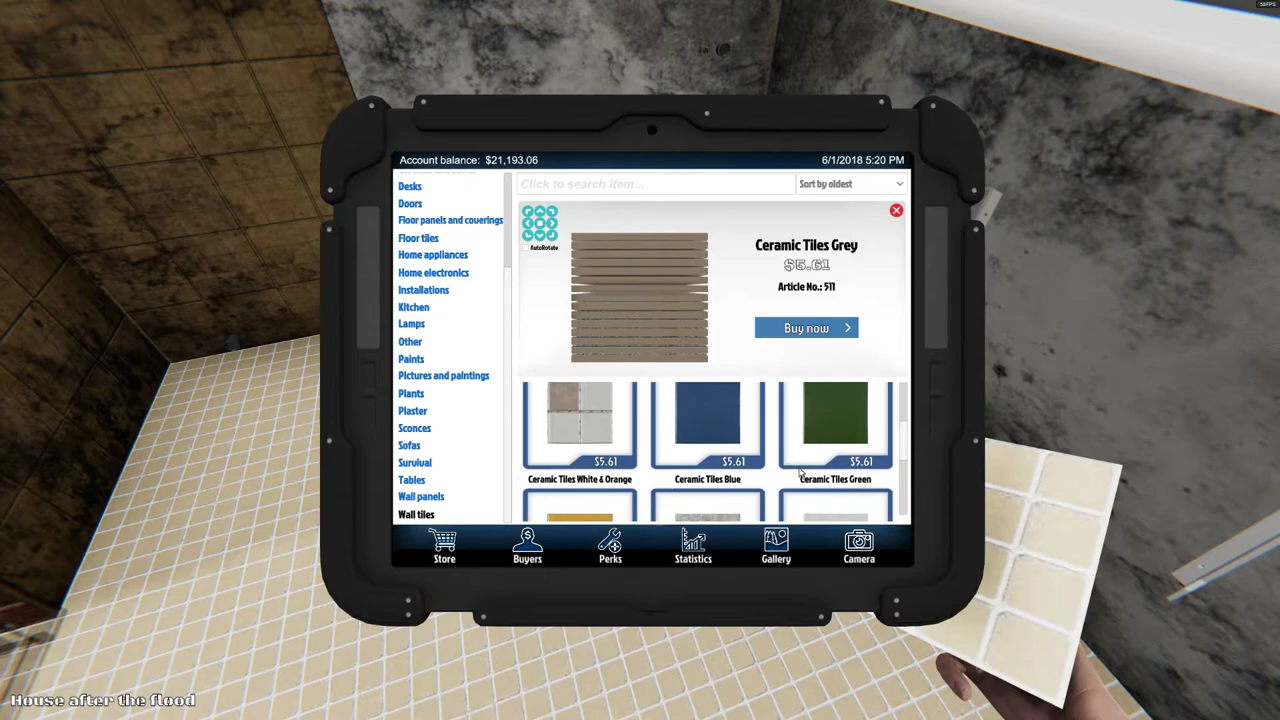 58FPS
Account balance: $21,193.06
6/1/2018 5:20 PM
Desks
Doors
Floor panels and coverings
Floor tiles
Home appliances
Home electronics
Installations
Kitchen
Lamps
Other
Paints
Pictures and paintings
Plants
Plaster
Sconces
Sofas
Survival
Tables
Wall panels
Wall tiles
Click to search item...
Sort by oldest
AutoRotate
Ceramic Tiles Grey
$5.61
Article No.: 511
Buy now
$5.61
$5.61
$5.61
Ceramic Tiles White & Orange
Ceramic Tiles Blue
Ceramic Tiles Green
Store
Buyers
Perks
Statistics
Gallery
Camera
House after the flood